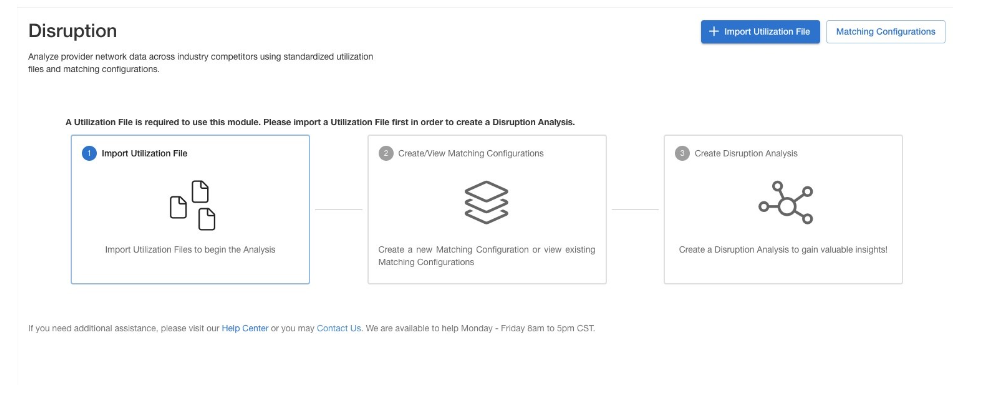 Disruption
+ Import Utilization File
Matching Configurations
Analyze provider network data across industry competitors using standardized utilization
files and matching configurations.
A Utilization File is required to use this module. Please import a Utilization File first in order to create a Disruption Analysis.
1 Import Utilization File
2 Create/View Matching Configurations
3 Create Disruption Analysis
Import Utilization Files to begin the Analysis
Create a new Matching Configuration or view existing
Matching Configurations
Create a Disruption Analysis to gain valuable insights!
If you need additional assistance, please visit our Help Center or you may Contact Us. We are available to help Monday - Friday 8am to 5pm CST.